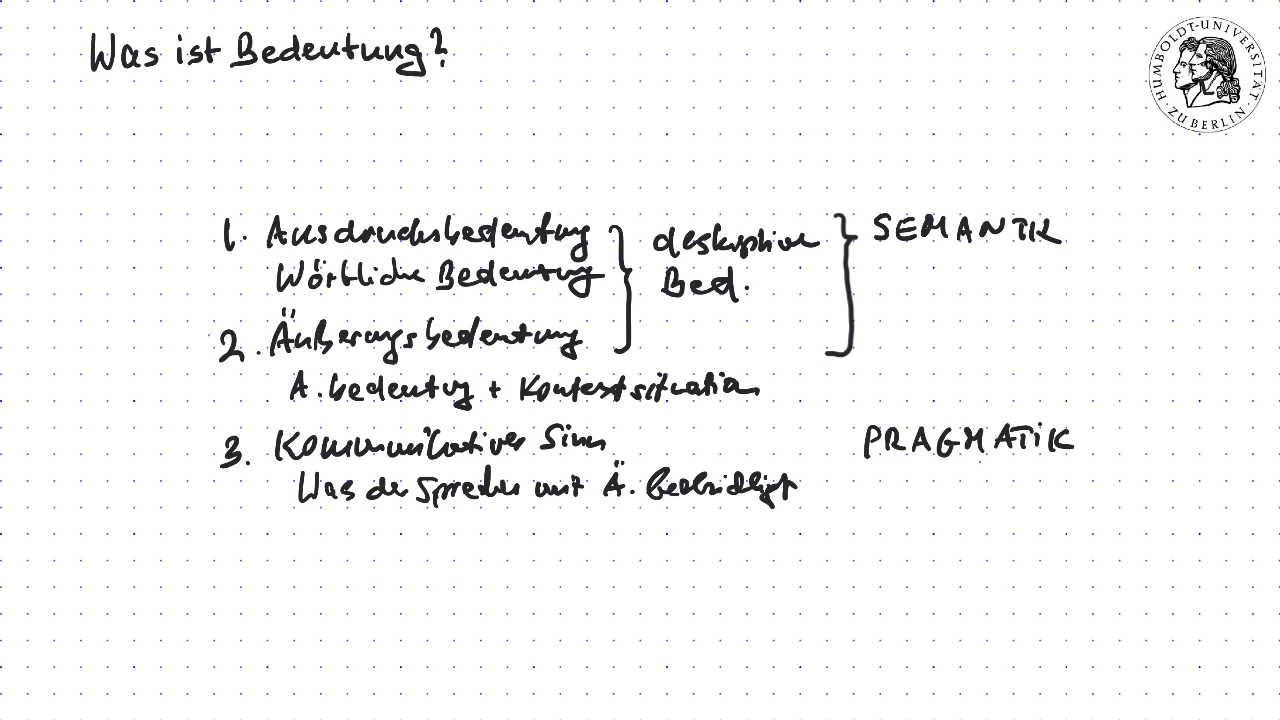 Was ist Bedeutung?
HUMBOLDT-UNIVERSITÄT · ZU BERLIN ·
1. Ausdrucksbedeutung
Wörtliche Bedeutung
deskriptive
Bed.
SEMANTIK
2. Äußerungsbedeutung
A. bedeutung + Kontextsituation
3. Kommunikativer Sinn
PRAGMATIK
Was der Sprecher mit Ä. beabsichtigt